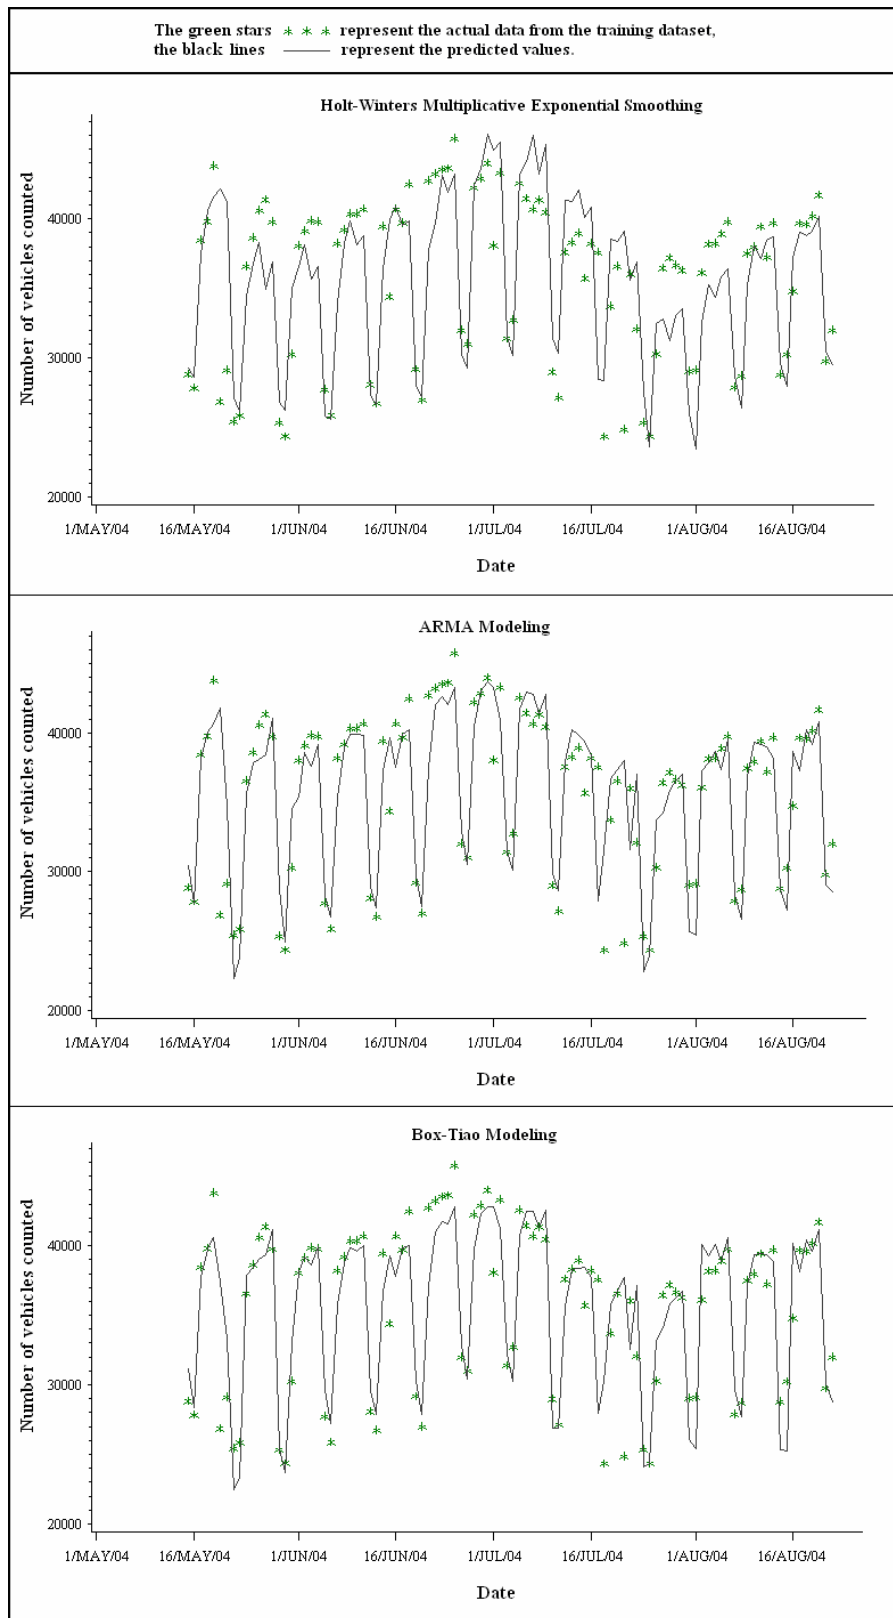 The green stars * * * represent the actual data from the training dataset,
the black lines ——— represent the predicted values.
Holt-Winters Multiplicative Exponential Smoothing
Number of vehicles counted
40000
30000
20000
1/MAY/04 16/MAY/04 1/JUN/04 16/JUN/04 1/JUL/04 16/JUL/04 1/AUG/04 16/AUG/04
Date
ARMA Modeling
Number of vehicles counted
40000
30000
20000
1/MAY/04 16/MAY/04 1/JUN/04 16/JUN/04 1/JUL/04 16/JUL/04 1/AUG/04 16/AUG/04
Date
Box-Tiao Modeling
Number of vehicles counted
40000
30000
20000
1/MAY/04 16/MAY/04 1/JUN/04 16/JUN/04 1/JUL/04 16/JUL/04 1/AUG/04 16/AUG/04
Date